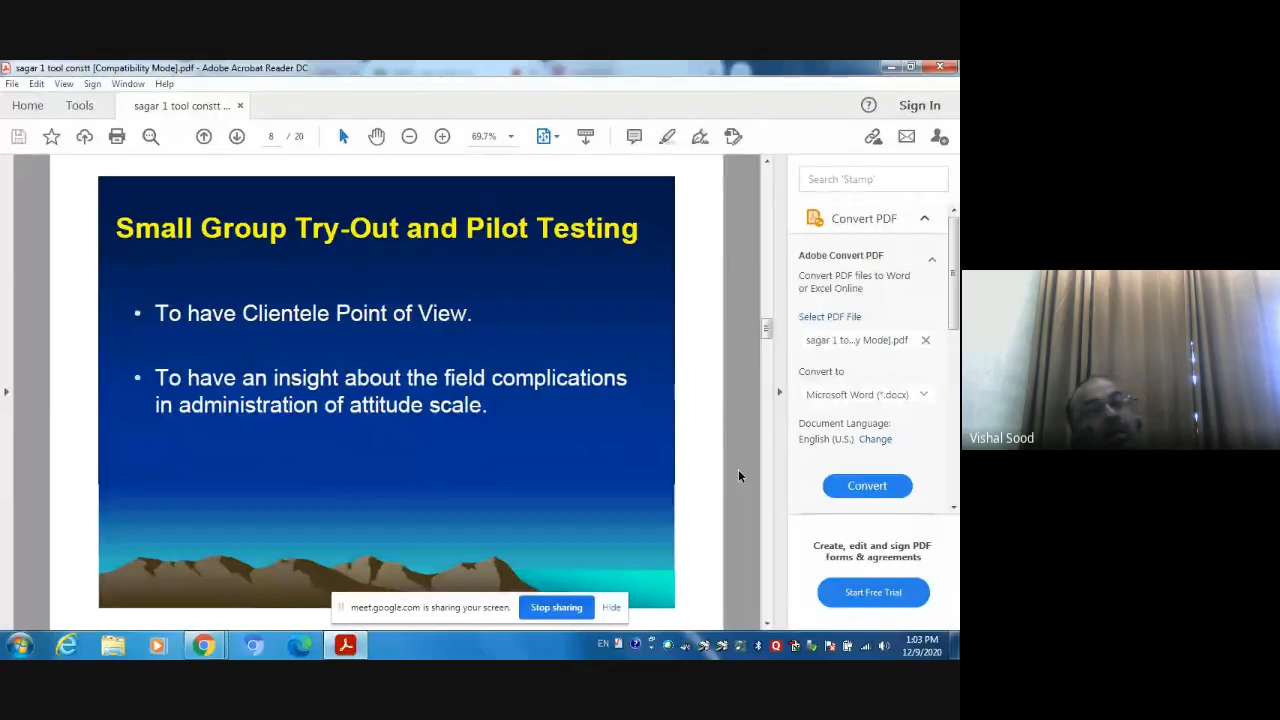 sagar 1 tool constt [Compatibility Mode].pdf - Adobe Acrobat Reader DC
File Edit View Sign Window Help
Home Tools sagar 1 tool constt ... × Sign In
8 / 20 69.7%
Small Group Try-Out and Pilot Testing
• To have Clientele Point of View.
• To have an insight about the field complications
in administration of attitude scale.
Search 'Stamp'
Convert PDF
Adobe Convert PDF
Convert PDF files to Word
or Excel Online
Select PDF File
sagar 1 to...y Mode].pdf
Convert to
Microsoft Word (*.docx)
Document Language:
English (U.S.) Change
Convert
Create, edit and sign PDF
forms & agreements
Start Free Trial
meet.google.com is sharing your screen. Stop sharing Hide
EN 1:03 PM
12/9/2020
Vishal Sood